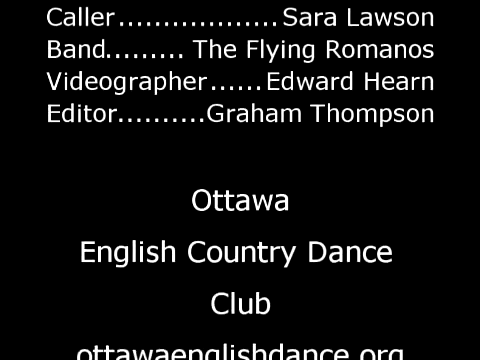 Caller...................Sara Lawson
Band......... The Flying Romanos
Videographer......Edward Hearn
Editor..........Graham Thompson
Ottawa
English Country Dance
Club
ottawaenglishdance.org